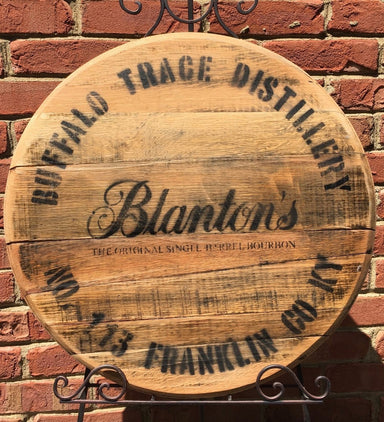 BUFFALO TRACE DISTILLERY
Blanton's
THE ORIGINAL SINGLE BARREL BOURBON
NO. 113 FRANKLIN CO KY